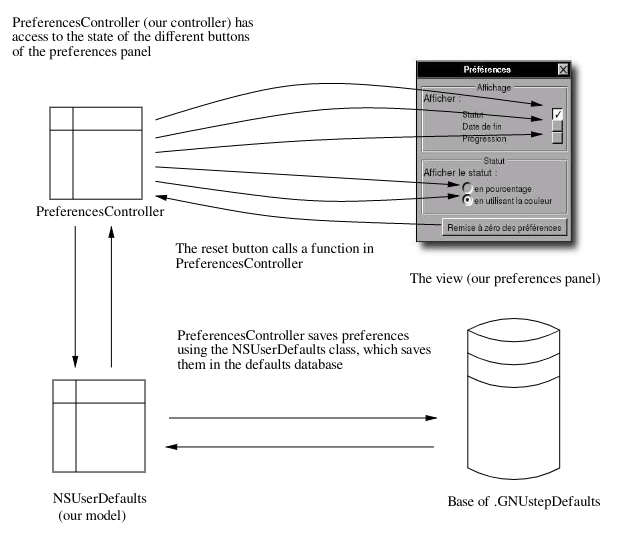 PreferencesController (our controller) has
access to the state of the different buttons
of the preferences panel
Préférences
Affichage
Afficher :
Statut
Date de fin
Progression
Statut
Afficher le statut :
en pourcentage
en utilisant la couleur
Remise à zéro des préférences
PreferencesController
The reset button calls a function in
PreferencesController
The view (our preferences panel)
PreferencesController saves preferences
using the NSUserDefaults class, which saves
them in the defaults database
NSUserDefaults
(our model)
Base of .GNUstepDefaults